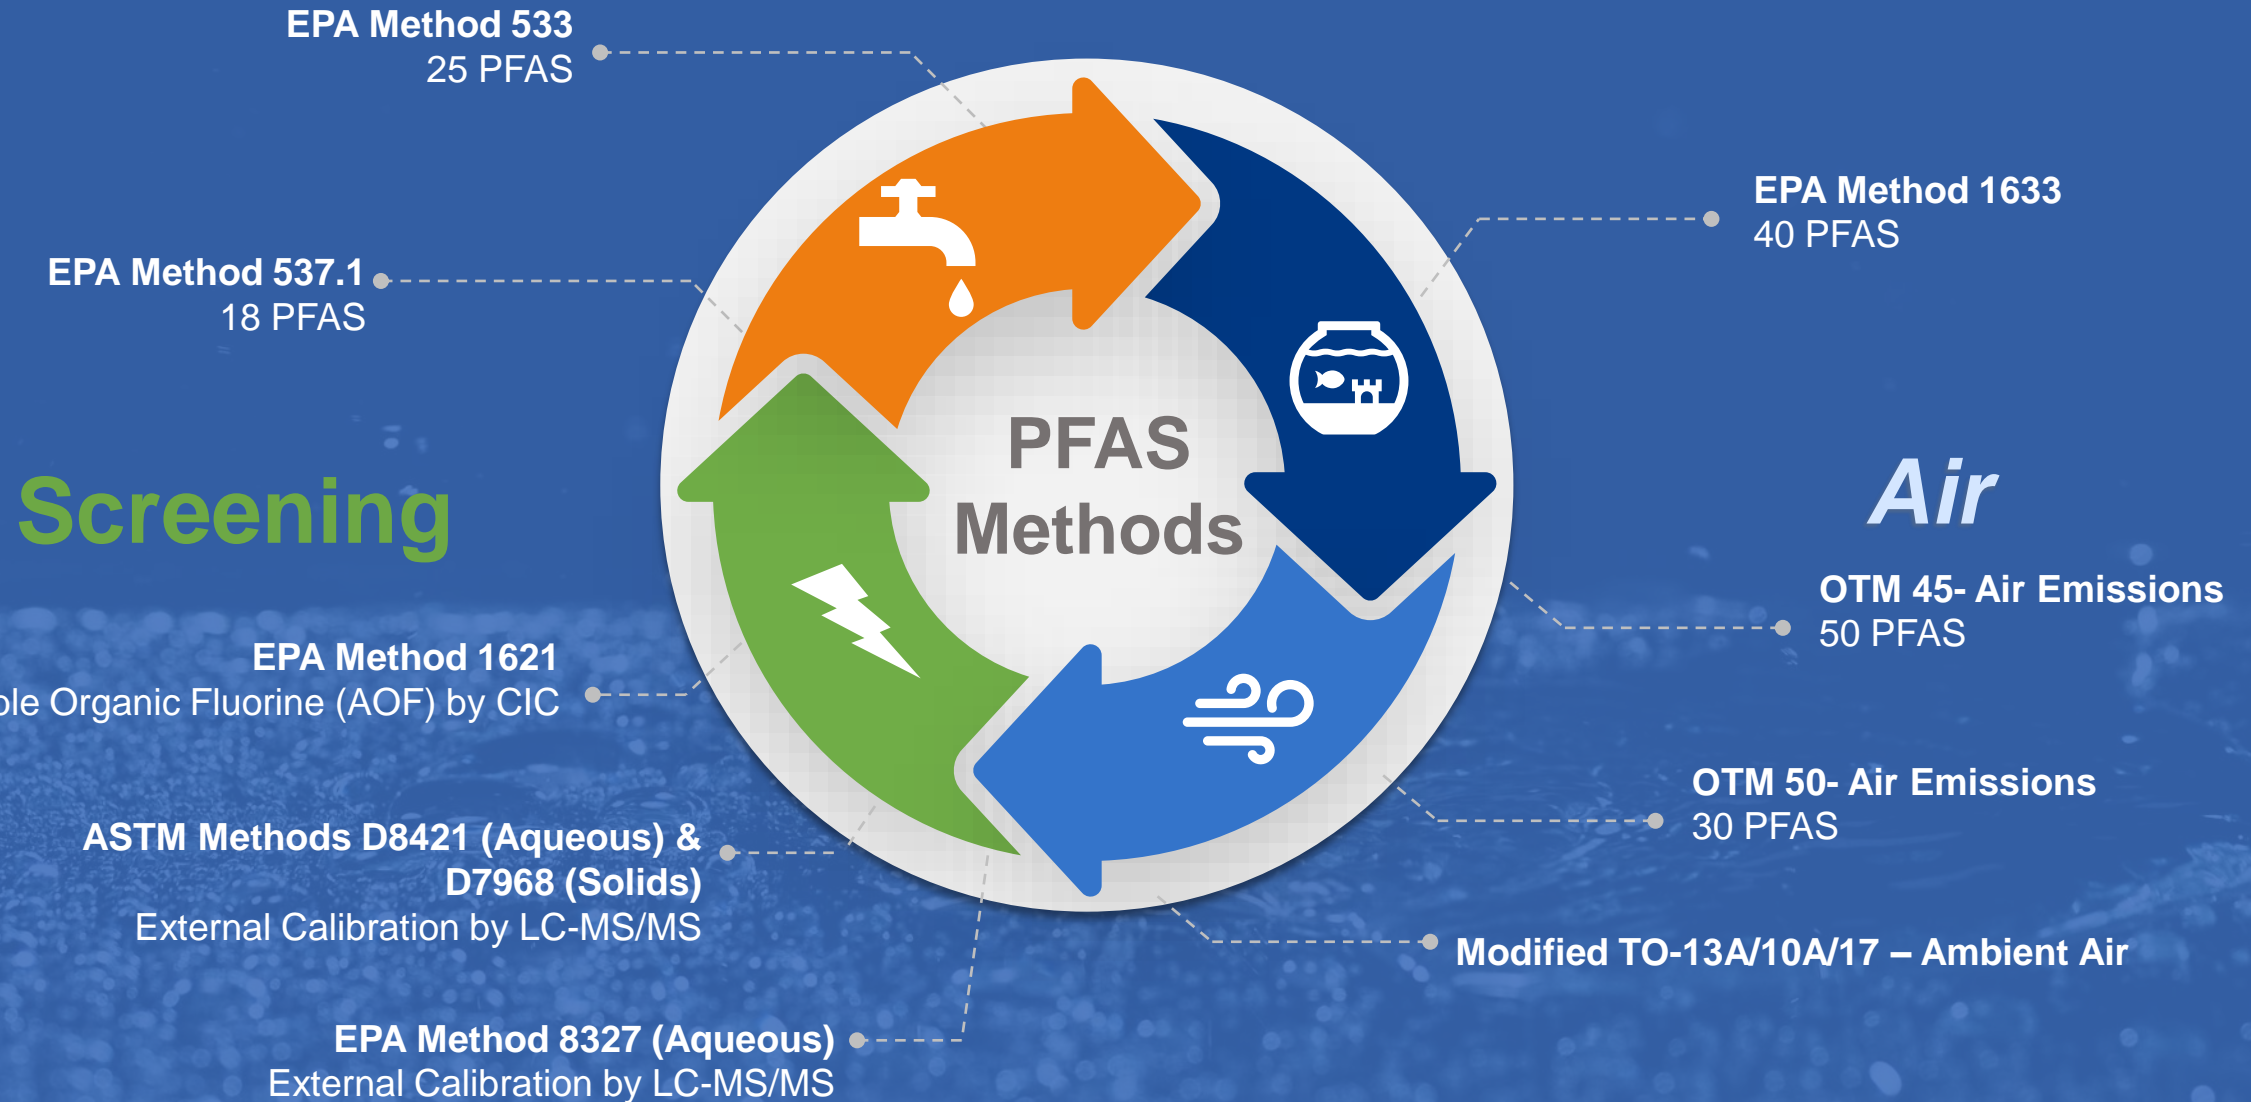 EPA Method 533
25 PFAS
EPA Method 537.1
18 PFAS
EPA Method 1633
40 PFAS
PFAS
Methods
Screening
EPA Method 1621
Organic Fluorine (AOF) by CIC
ASTM Methods D8421 (Aqueous) &
D7968 (Solids)
External Calibration by LC-MS/MS
EPA Method 8327 (Aqueous)
External Calibration by LC-MS/MS
Air
OTM 45- Air Emissions
50 PFAS
OTM 50- Air Emissions
30 PFAS
Modified TO-13A/10A/17 – Ambient Air